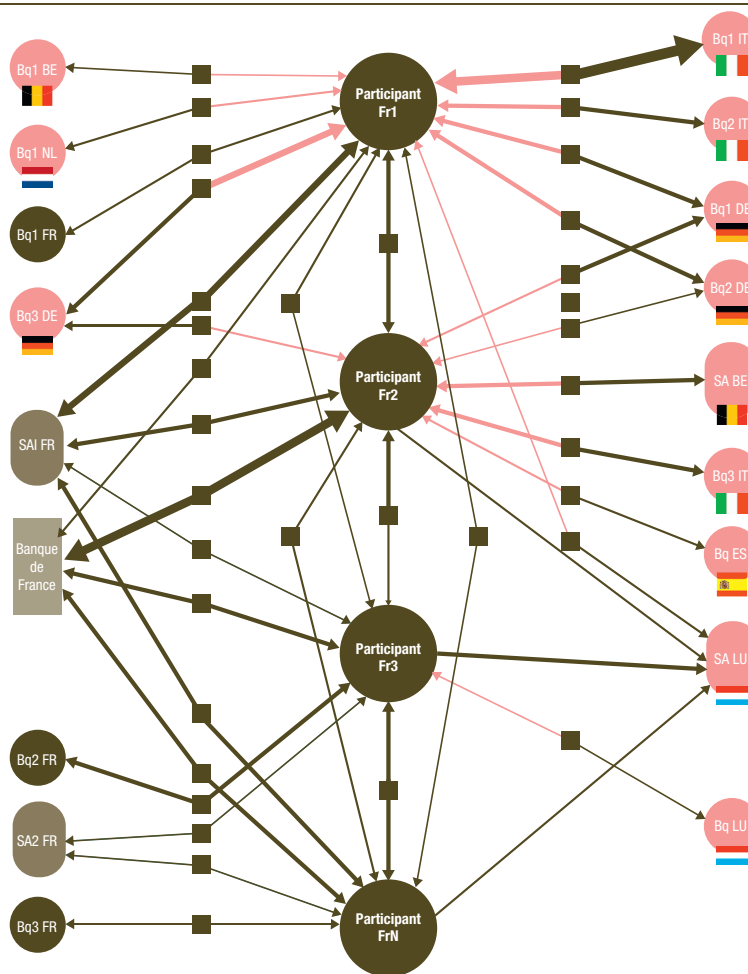 Bq1 BE
Bq1 NL
Bq1 FR
Bq3 DE
SAI FR
Banque
de
France
Bq2 FR
SA2 FR
Bq3 FR
Participant
Fr1
Participant
Fr2
Participant
Fr3
Participant
FrN
Bq1 IT
Bq2 IT
Bq1 DE
Bq2 DE
SA BE
Bq3 IT
Bq ES
SA LU
Bq LU